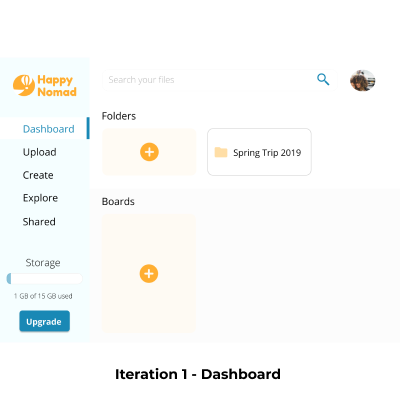 Happy
Nomad
Search your files
Dashboard
Upload
Create
Explore
Shared
Storage
1 GB of 15 GB used
Upgrade
Folders
Spring Trip 2019
Boards
Iteration 1 - Dashboard